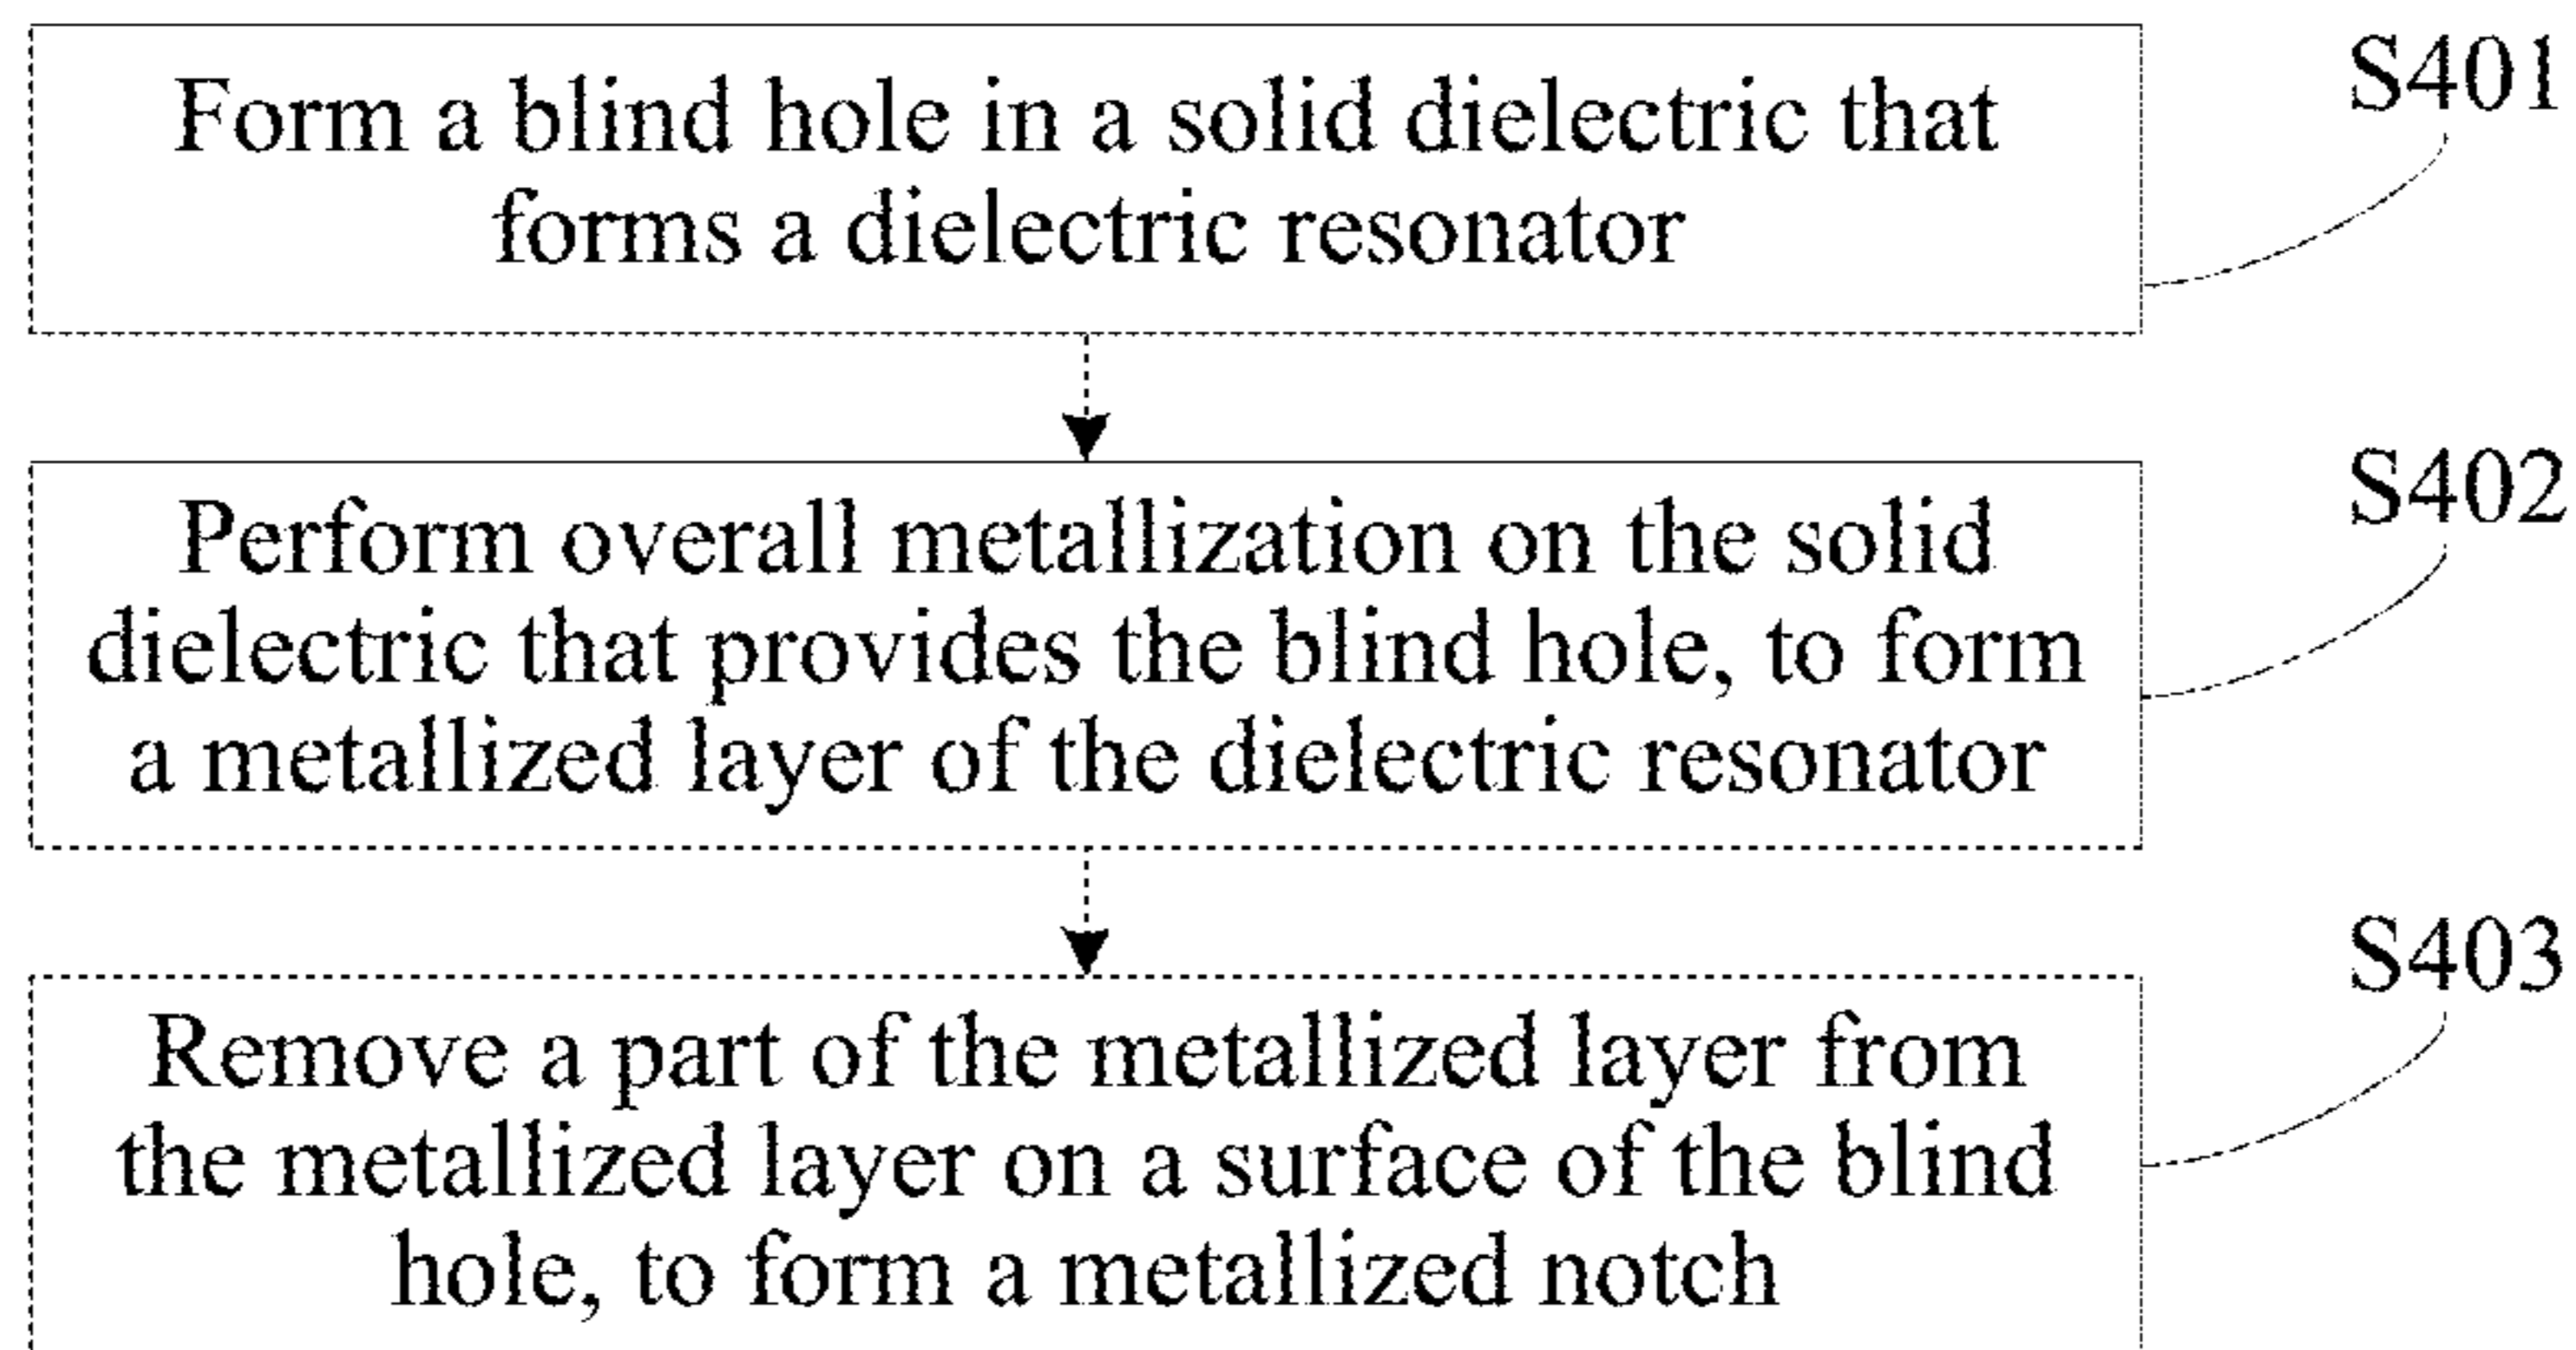 Form a blind hole in a solid dielectric that
forms a dielectric resonator
S401
Perform overall metallization on the solid
dielectric that provides the blind hole, to form
a metallized layer of the dielectric resonator
S402
Remove a part of the metallized layer from
the metallized layer on a surface of the blind
hole, to form a metallized notch
S403